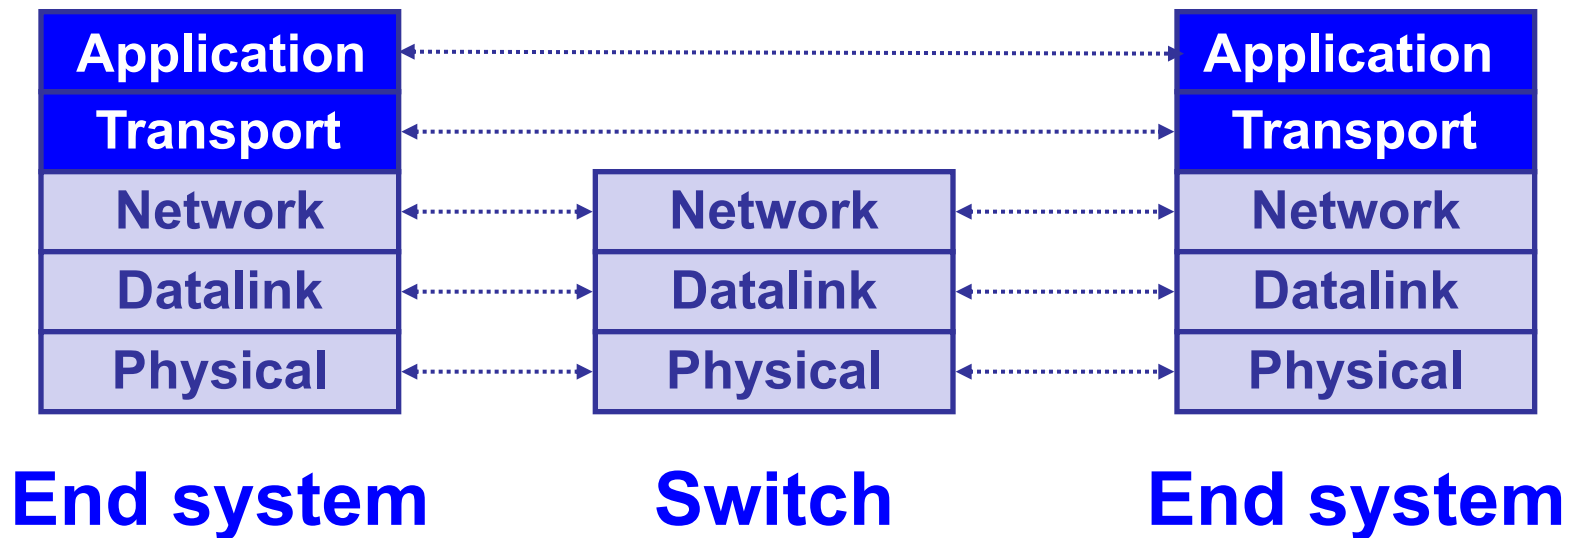 Application
Transport
Network
Datalink
Physical
End system
Network
Datalink
Physical
Switch
Application
Transport
Network
Datalink
Physical
End system